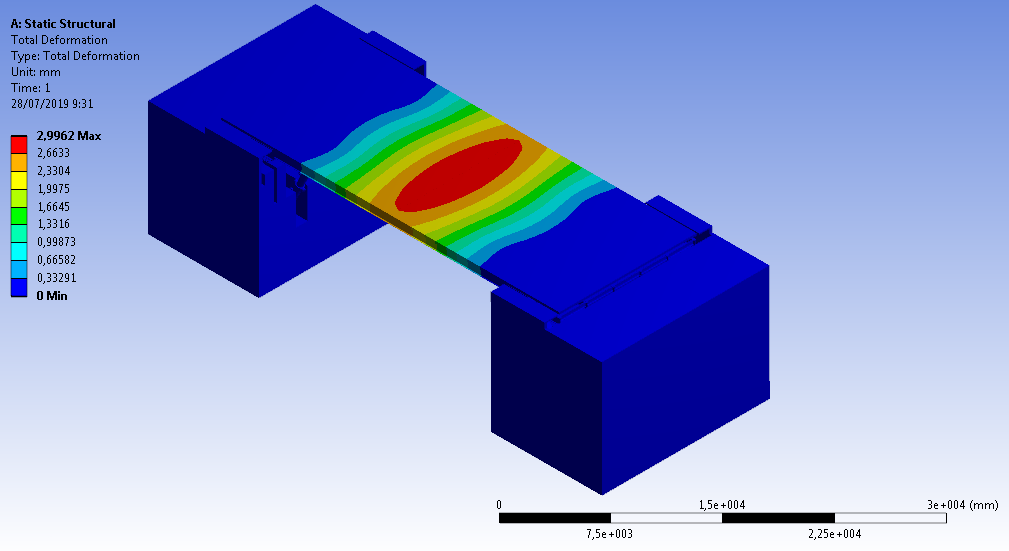 A: Static Structural
Total Deformation
Type: Total Deformation
Unit: mm
Time: 1
28/07/2019 9:31
2,9962 Max
2,6633
2,3304
1,9975
1,6645
1,3316
0,99873
0,66582
0,33291
0 Min
0 1,5e+004 3e+004 (mm)
7,5e+003 2,25e+004